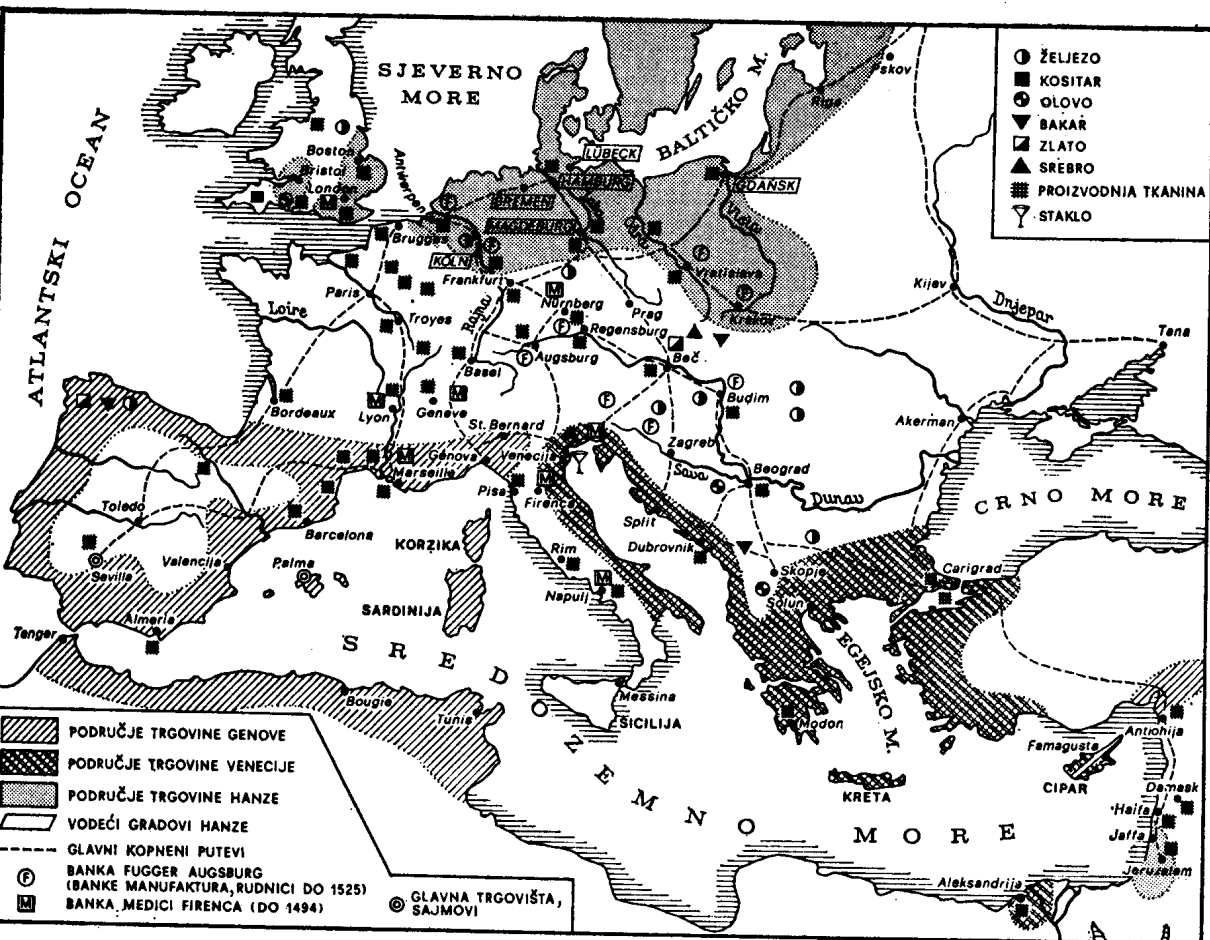 SJEVERNO
MORE
BALTIČKO M.
ATLANTSKI OCEAN
Pskov
Riga
ŽELJEZO
KOSITAR
OLOVO
BAKAR
ZLATO
SREBRO
PROIZVODNJA TKANINA
STAKLO
Boston
Bristol
London
Antwerpen
LÜBECK
HAMBURG
BREMEN
MAGDEBURG
GDAŃSK
Visla
Odra
Brugges
KÖLN
Frankfurt
Vratislava
Krakov
Kijev
Dnjepar
Tana
Paris
Loire
Troyes
Rajna
Nürnberg
Prag
Regensburg
Augsburg
Beč
Basel
Bordeaux
Lyon
Geneve
Budim
Akerman
St. Bernard
Genova
Venecija
Zagreb
Sava
Beograd
Dunav
CRNO MORE
Marseille
Pisa
Firenca
Split
Dubrovnik
Toledo
Barcelona
KORZIKA
Rim
Skopje
Carigrad
Sevilla
Valencija
Palma
SARDINIJA
Napulj
Solun
EGEJSKO M.
Almeria
Tenger
SREDOZEMNO MORE
Bougie
Tunis
Messina
SICILIJA
Modon
KRETA
Famagusta
CIPAR
Antiohija
Damask
Haifa
Jaffa
Jeruzalem
Aleksandrija
PODRUČJE TRGOVINE GENOVE
PODRUČJE TRGOVINE VENECIJE
PODRUČJE TRGOVINE HANZE
VODEĆI GRADOVI HANZE
GLAVNI KOPNENI PUTEVI
F BANKA FUGGER AUGSBURG
(BANKE MANUFAKTURA, RUDNICI DO 1525)
M BANKA MEDICI FIRENCA (DO 1494)
GLAVNA TRGOVIŠTA,
SAJMOVI